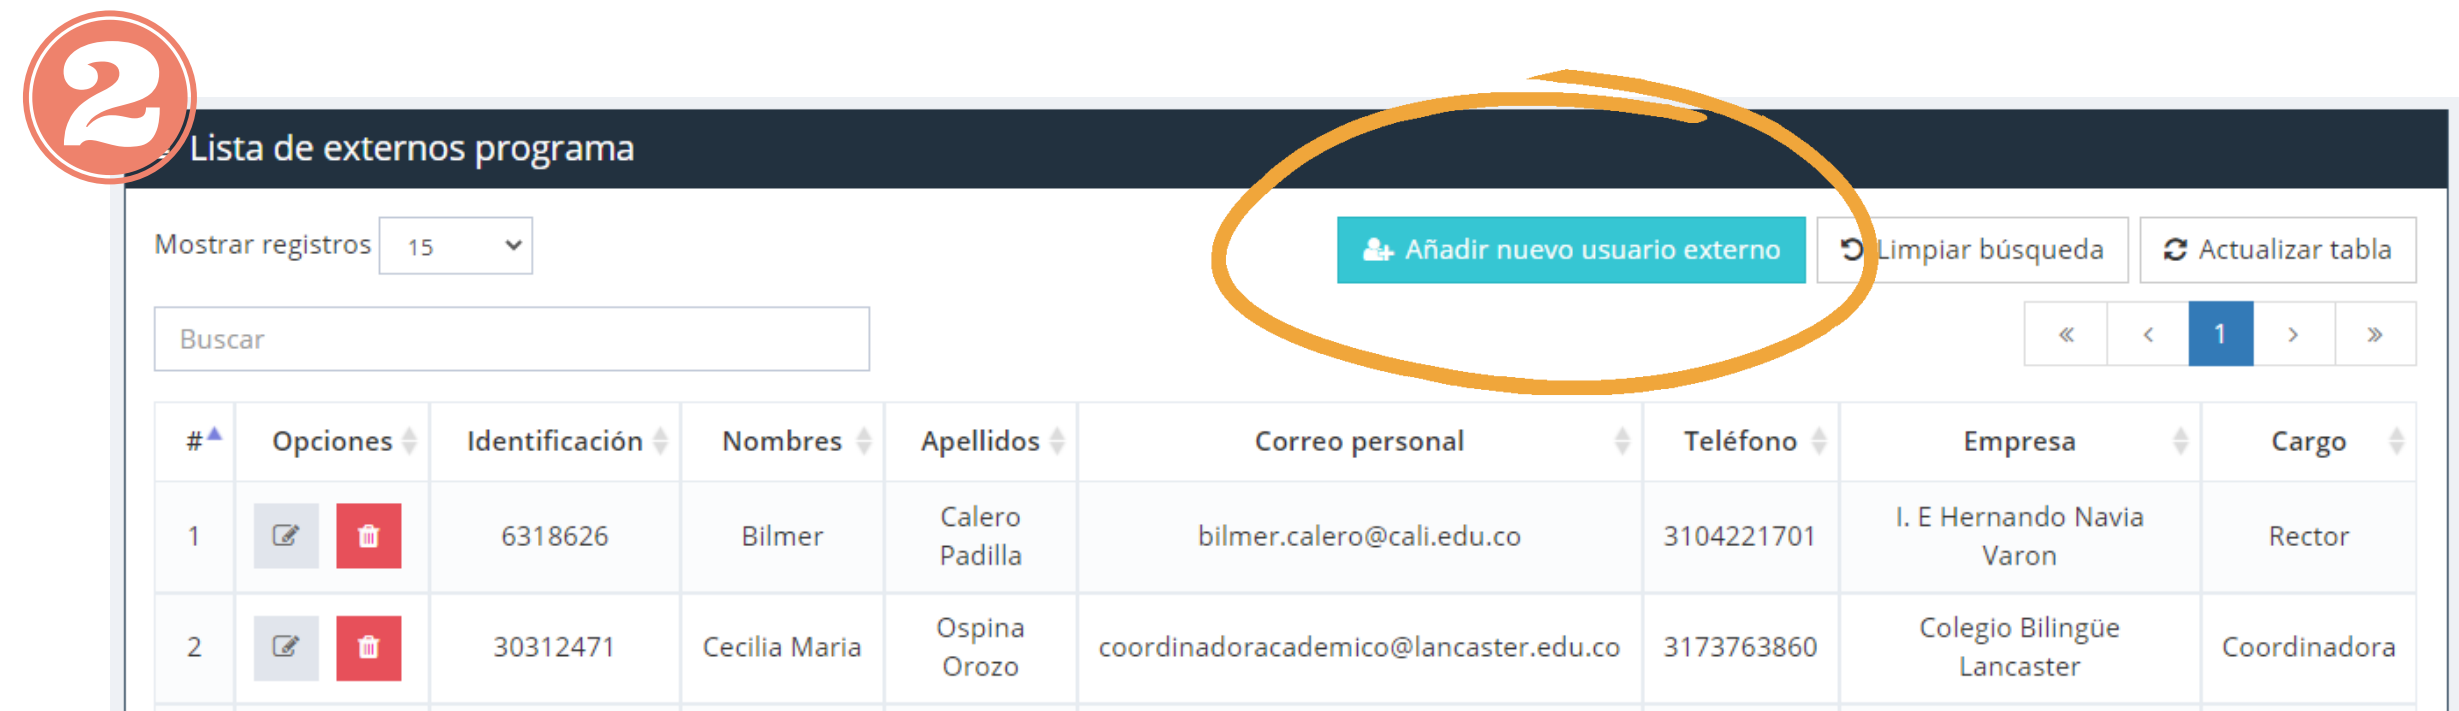 2
Lista de externos programa
Mostrar registros 15
Añadir nuevo usuario externo Limpiar búsqueda Actualizar tabla
Buscar
« ‹ 1 › »
# Opciones Identificación Nombres Apellidos Correo personal Teléfono Empresa Cargo
1 6318626 Bilmer Calero Padilla bilmer.calero@cali.edu.co 3104221701 I. E Hernando Navia Varon Rector
2 30312471 Cecilia Maria Ospina Orozo coordinadoracademico@lancaster.edu.co 3173763860 Colegio Bilingüe Lancaster Coordinadora